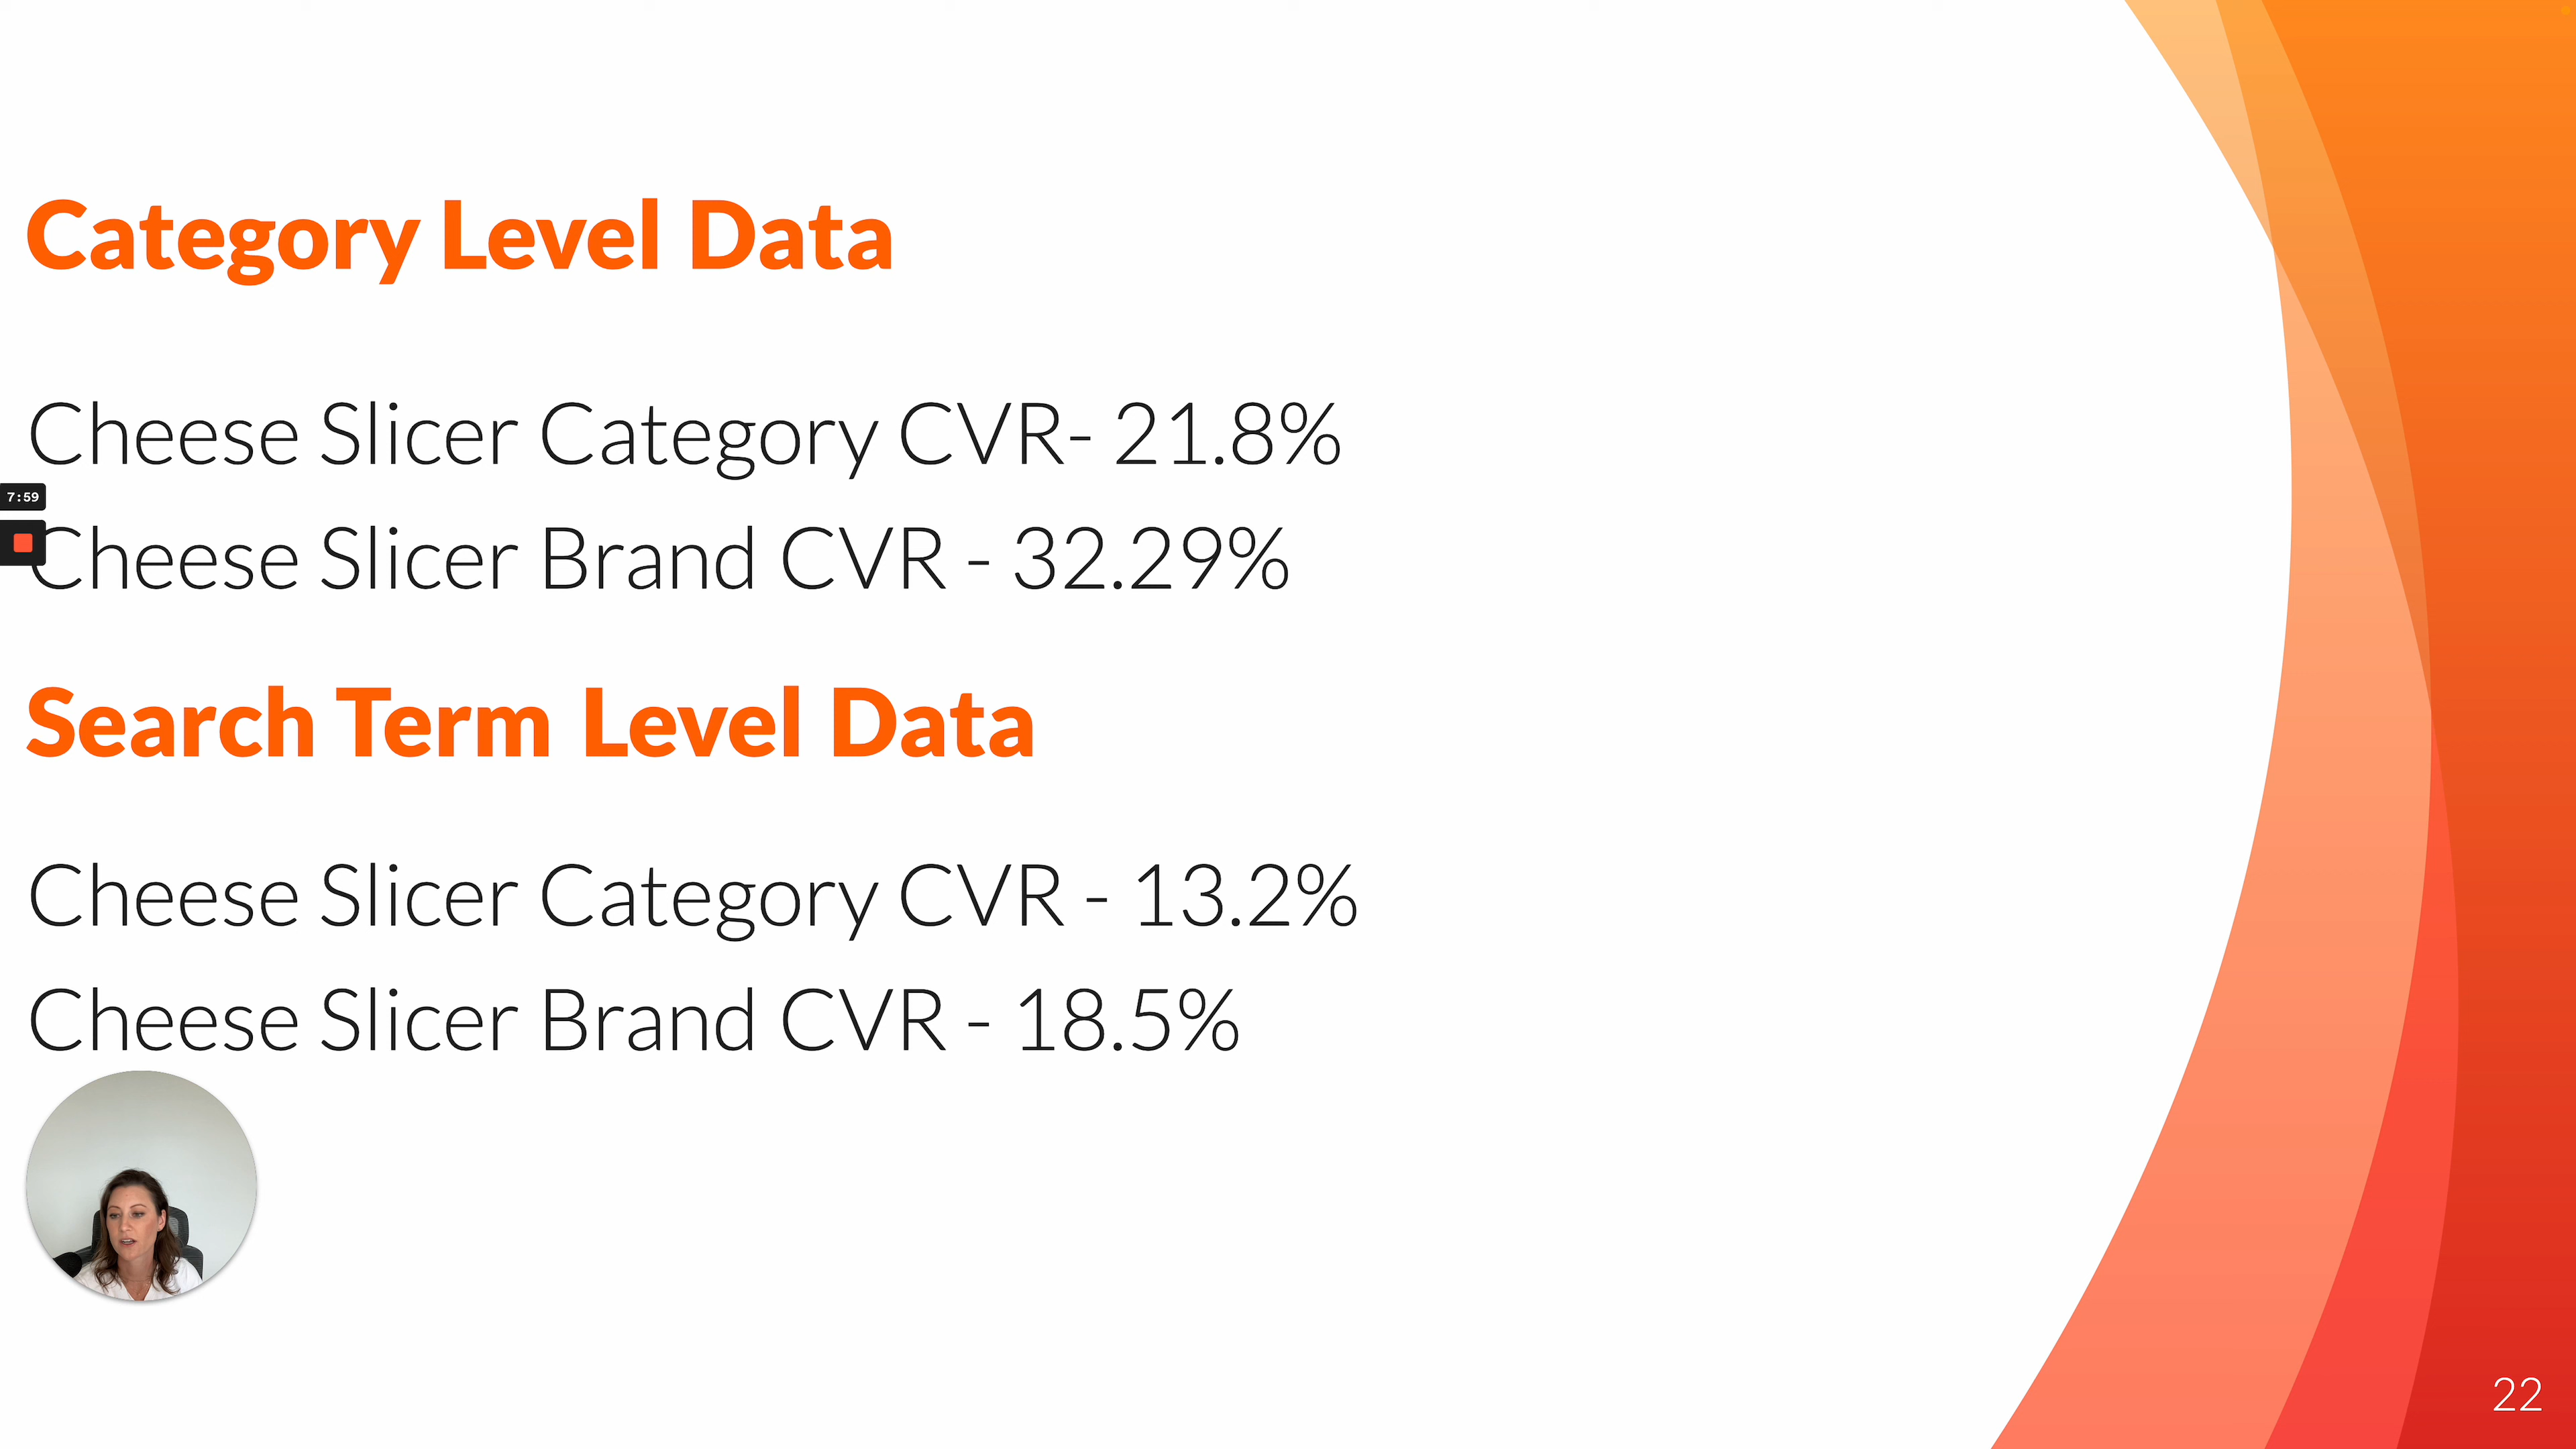 Category Level Data
Cheese Slicer Category CVR- 21.8%
7:59
Cheese Slicer Brand CVR - 32.29%
Search Term Level Data
Cheese Slicer Category CVR - 13.2%
Cheese Slicer Brand CVR - 18.5%
22